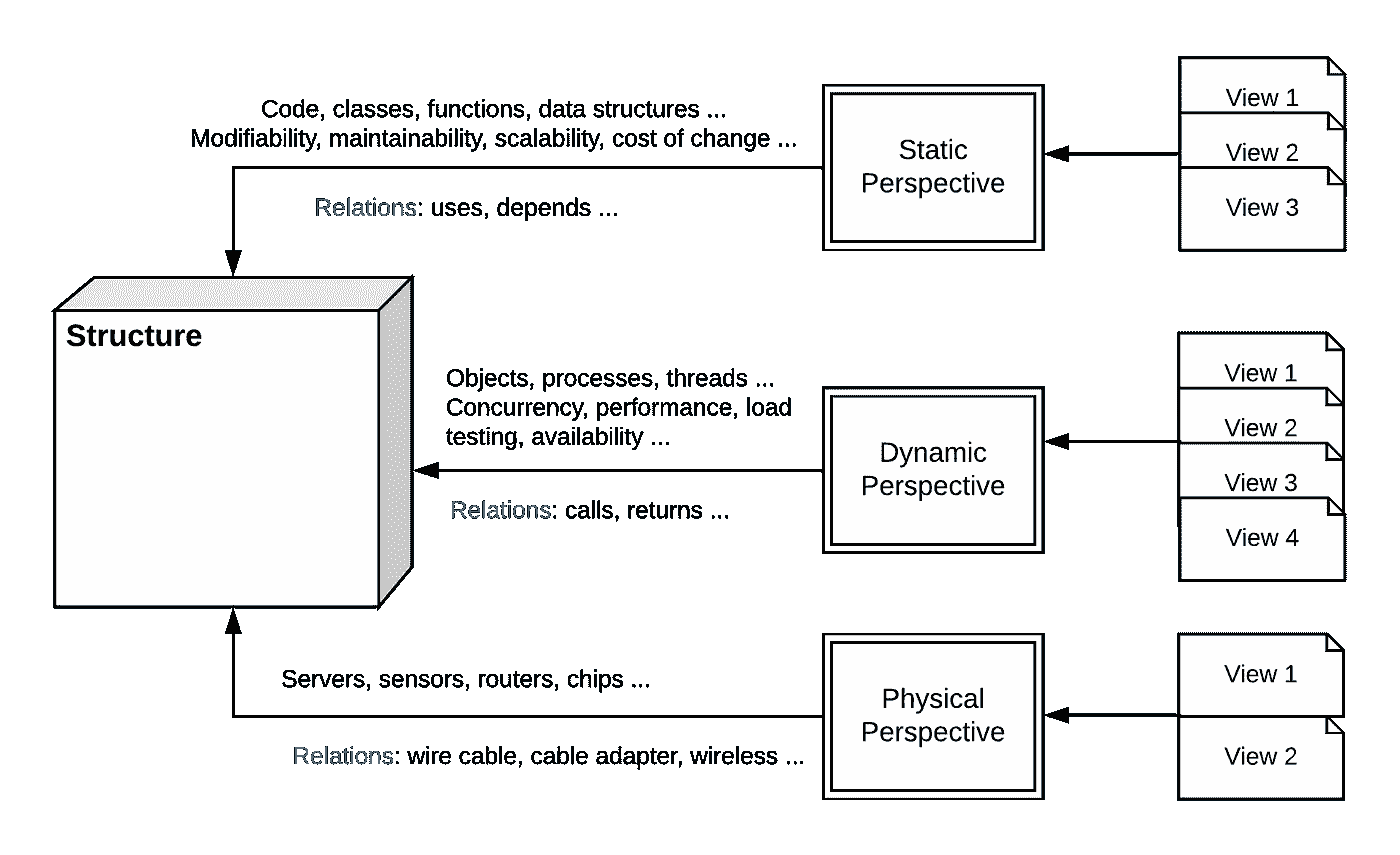 Code, classes, functions, data structures ...
Modifiability, maintainability, scalability, cost of change ...
Relations: uses, depends ...
Static
Perspective
View 1
View 2
View 3
Structure
Objects, processes, threads ...
Concurrency, performance, load
testing, availability ...
Relations: calls, returns ...
Dynamic
Perspective
View 1
View 2
View 3
View 4
Servers, sensors, routers, chips ...
Relations: wire cable, cable adapter, wireless ...
Physical
Perspective
View 1
View 2